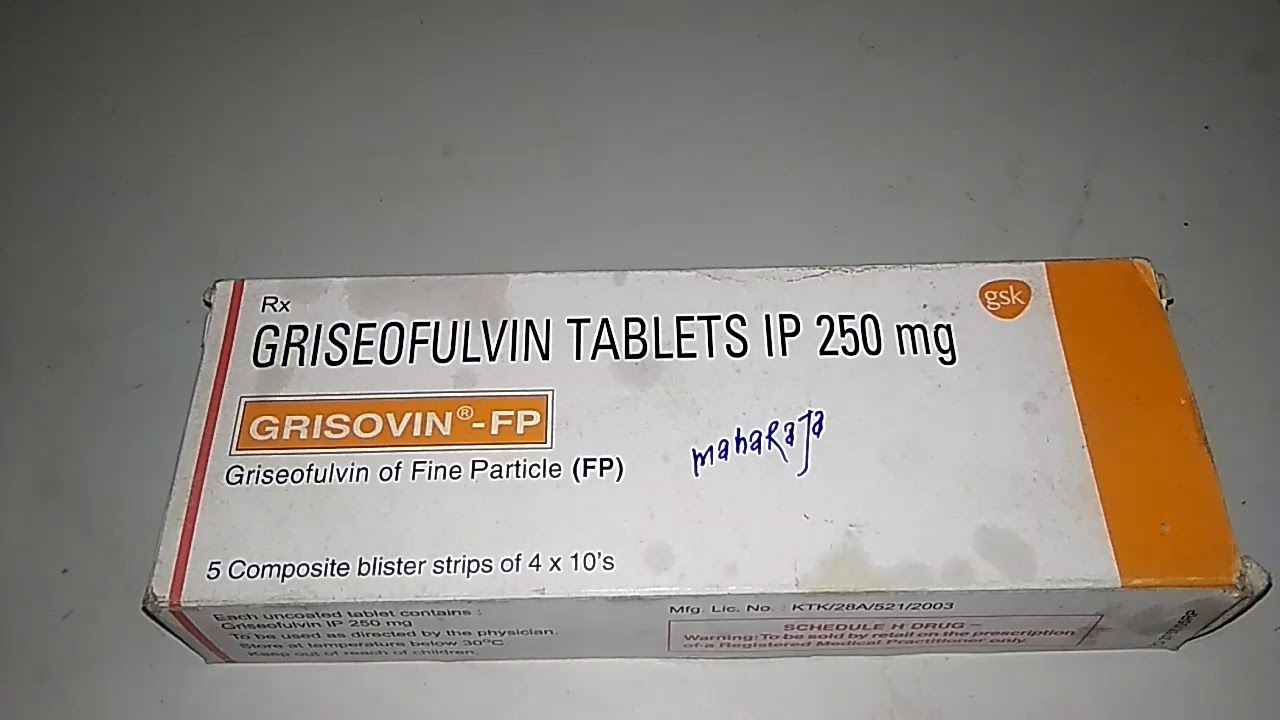 Rx
GRISEOFULVIN TABLETS IP 250 mg
gsk
GRISOVIN®-FP
Griseofulvin of Fine Particle (FP)
mahaRaJa
5 Composite blister strips of 4 x 10's
Each uncoated tablet contains :
Griseofulvin IP 250 mg
To be used as directed by the physician.
Store at temperature below 30°C.
Keep out of reach of children.
Mfg. Lic. No. : KTK/28A/521/2003
SCHEDULE H DRUG –
Warning: To be sold by retail on the prescription
of a Registered Medical Practitioner only.